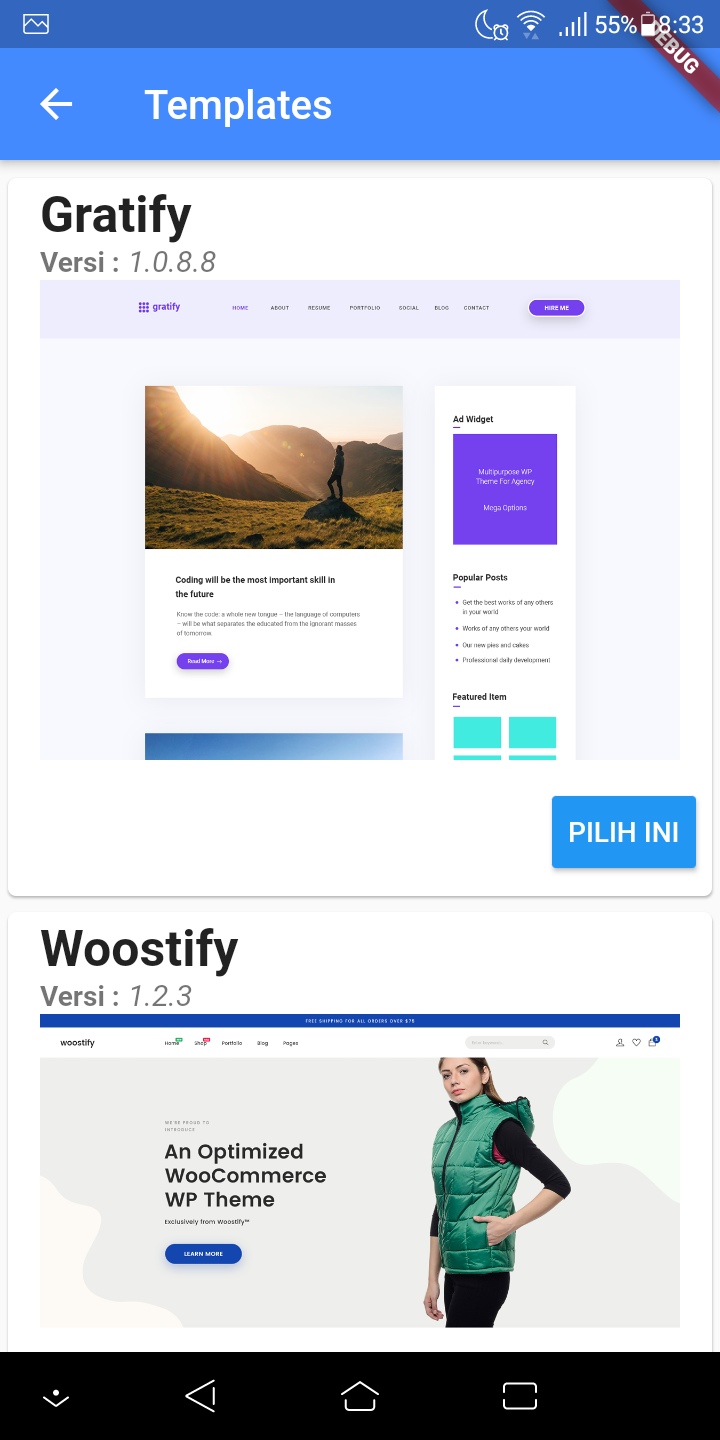 55% 8:33
DEBUG
Templates
Gratify
Versi : 1.0.8.8
gratify
HOME ABOUT RESUME PORTFOLIO SOCIAL BLOG CONTACT HIRE ME
Coding will be the most important skill in
the future
Know the code: a whole new tongue – the language of computers
– will be what separates the educated from the ignorant masses
of tomorrow.
Read More →
Ad Widget
Multipurpose WP
Theme For Agency
Mega Options
Popular Posts
Get the best works of any others
in your world
Works of any others your world
Our new pies and cakes
Professional daily development
Featured Item
PILIH INI
Woostify
Versi : 1.2.3
FREE SHIPPING FOR ALL ORDERS OVER $79
woostify Home Shop Portfolio Blog Pages
WE'RE PROUD TO
INTRODUCE
An Optimized
WooCommerce
WP Theme
Exclusively from Woostify™
LEARN MORE